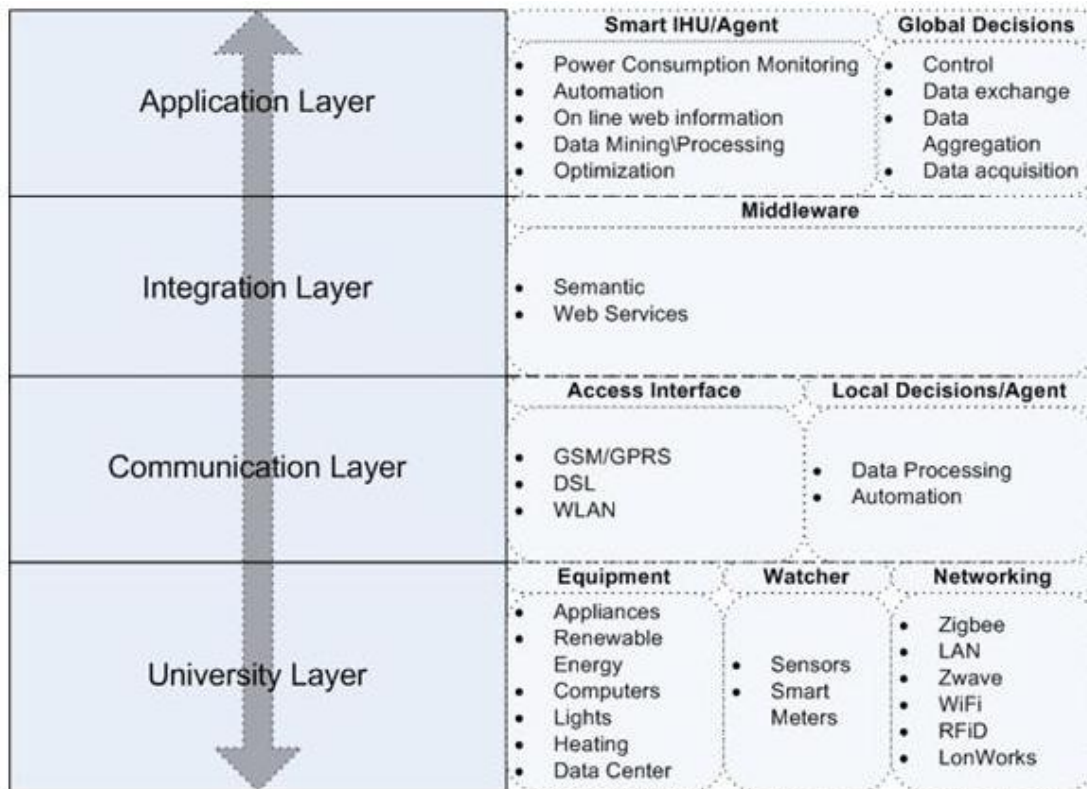 Application Layer
Smart IHU/Agent
• Power Consumption Monitoring
• Automation
• On line web information
• Data Mining\Processing
• Optimization
Global Decisions
• Control
• Data exchange
• Data
Aggregation
• Data acquisition
Integration Layer
Middleware
• Semantic
• Web Services
Communication Layer
Access Interface
• GSM/GPRS
• DSL
• WLAN
Local Decisions/Agent
• Data Processing
• Automation
University Layer
Equipment
• Appliances
• Renewable
Energy
• Computers
• Lights
• Heating
• Data Center
Watcher
• Sensors
• Smart
Meters
Networking
• Zigbee
• LAN
• Zwave
• WiFi
• RFiD
• LonWorks